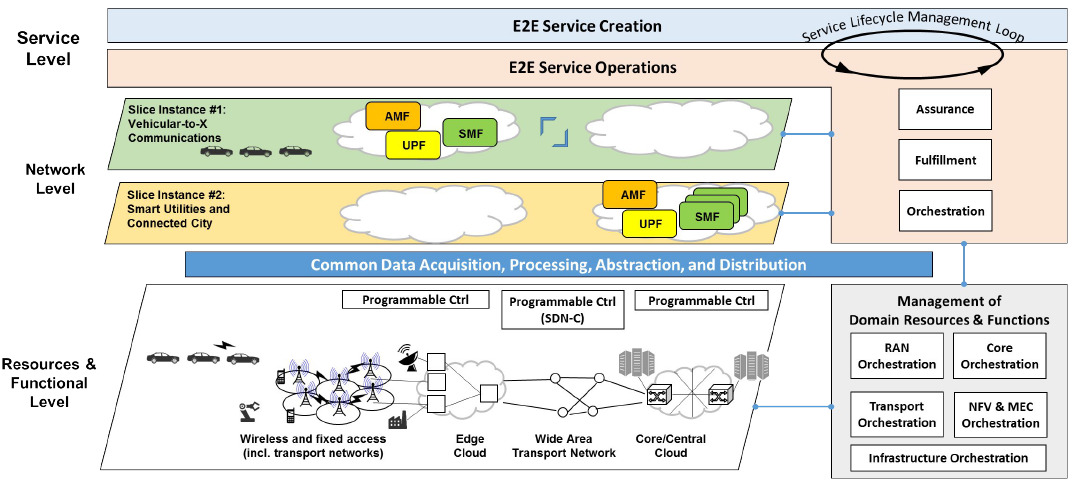 Service
Level
E2E Service Creation
Service Lifecycle Management Loop
E2E Service Operations
Network
Level
Slice Instance #1:
Vehicular-to-X
Communications
AMF
UPF
SMF
Slice Instance #2:
Smart Utilities and
Connected City
AMF
UPF
SMF
Assurance
Fulfillment
Orchestration
Common Data Acquisition, Processing, Abstraction, and Distribution
Resources &
Functional
Level
Programmable Ctrl
Programmable Ctrl
(SDN-C)
Programmable Ctrl
Wireless and fixed access
(incl. transport networks)
Edge
Cloud
Wide Area
Transport Network
Core/Central
Cloud
Management of
Domain Resources & Functions
RAN
Orchestration
Core
Orchestration
Transport
Orchestration
NFV & MEC
Orchestration
Infrastructure Orchestration